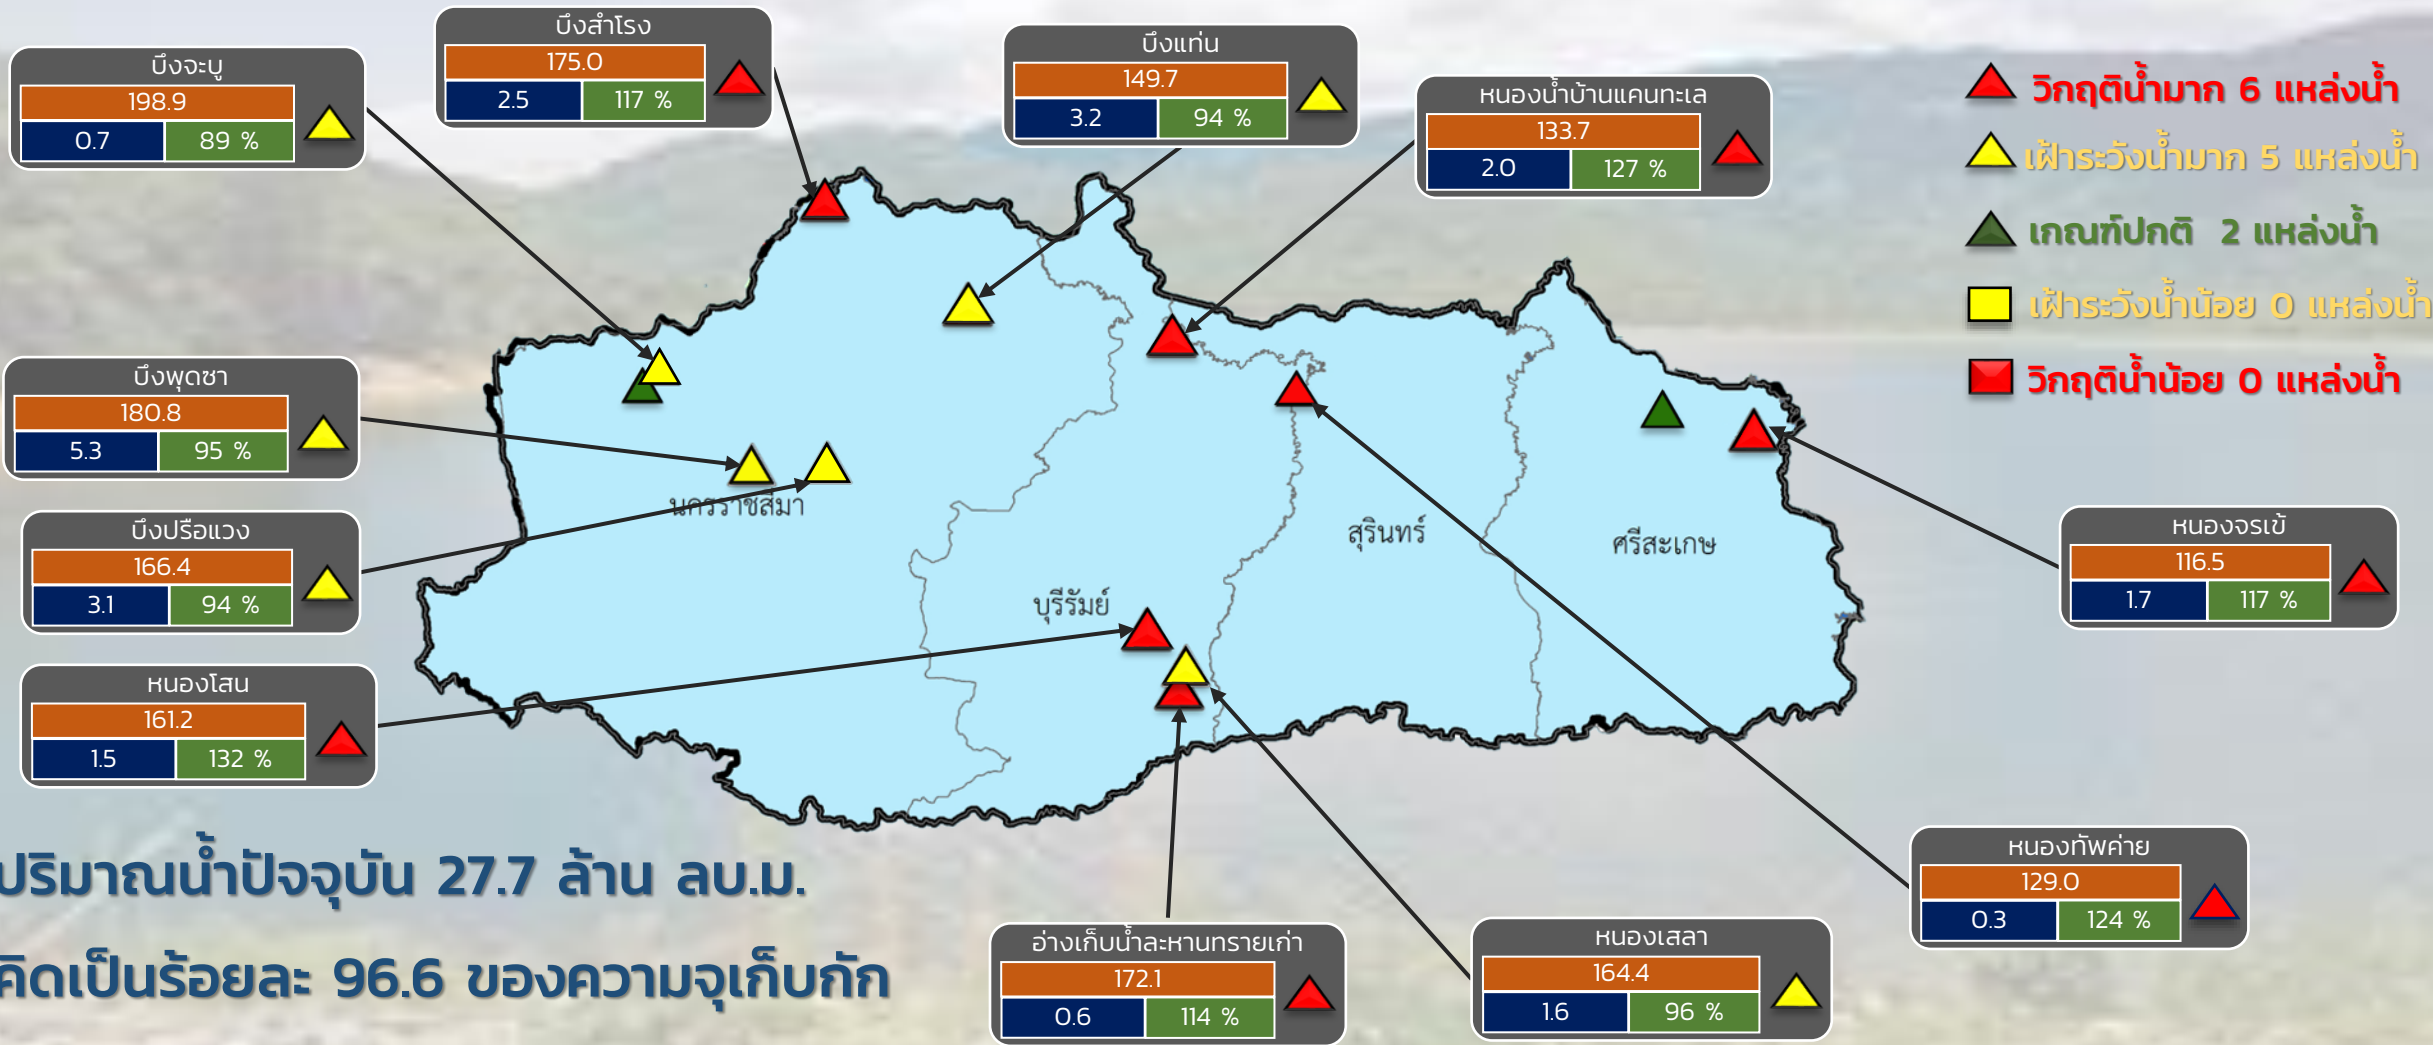 บึงจะบู
198.9
0.7 89 %
บึงสำโรง
175.0
2.5 117 %
บึงแท่น
149.7
3.2 94 %
หนองน้ำบ้านแคนทะเล
133.7
2.0 127 %
วิกฤติน้ำมาก 6 แหล่งน้ำ
เฝ้าระวังน้ำมาก 5 แหล่งน้ำ
เกณฑ์ปกติ 2 แหล่งน้ำ
เฝ้าระวังน้ำน้อย 0 แหล่งน้ำ
วิกฤติน้ำน้อย 0 แหล่งน้ำ
บึงพุดซา
180.8
5.3 95 %
บึงปรือแวง
166.4
3.1 94 %
หนองโสน
161.2
1.5 132 %
นครราชสีมา
บุรีรัมย์
สุรินทร์
ศรีสะเกษ
หนองจรเข้
116.5
1.7 117 %
หนองทัพค่าย
129.0
0.3 124 %
หนองเสลา
164.4
1.6 96 %
อ่างเก็บน้ำละหานทรายเก่า
172.1
0.6 114 %
ปริมาณน้ำปัจจุบัน 27.7 ล้าน ลบ.ม.
คิดเป็นร้อยละ 96.6 ของความจุเก็บกัก